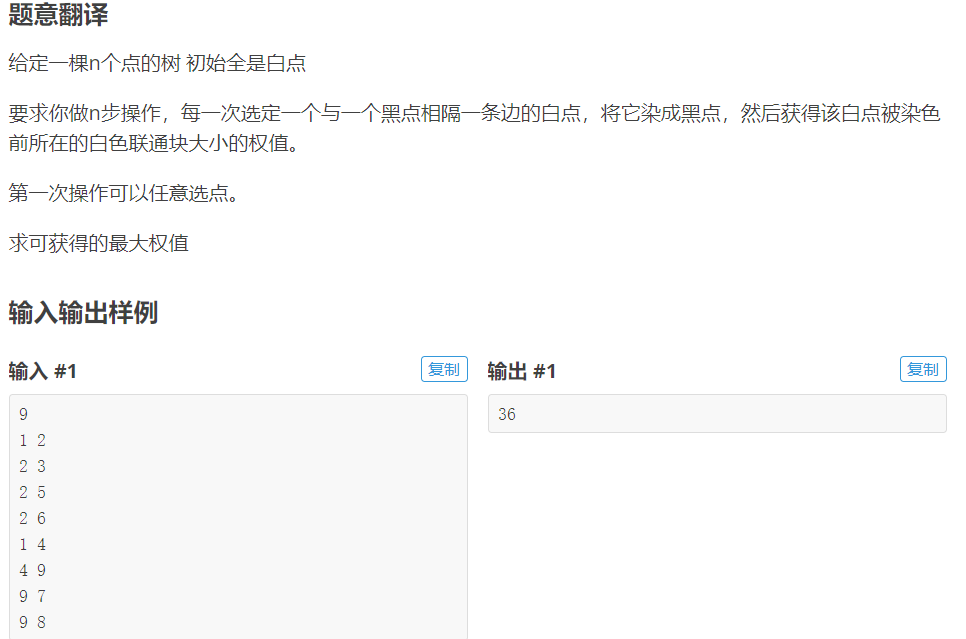 题意翻译
给定一棵n个点的树 初始全是白点
要求你做n步操作，每一次选定一个与一个黑点相隔一条边的白点，将它染成黑点，然后获得该白点被染色
前所在的白色联通块大小的权值。
第一次操作可以任意选点。
求可获得的最大权值
输入输出样例
输入 #1
复制
9
1 2
2 3
2 5
2 6
1 4
4 9
9 7
9 8
输出 #1
复制
36